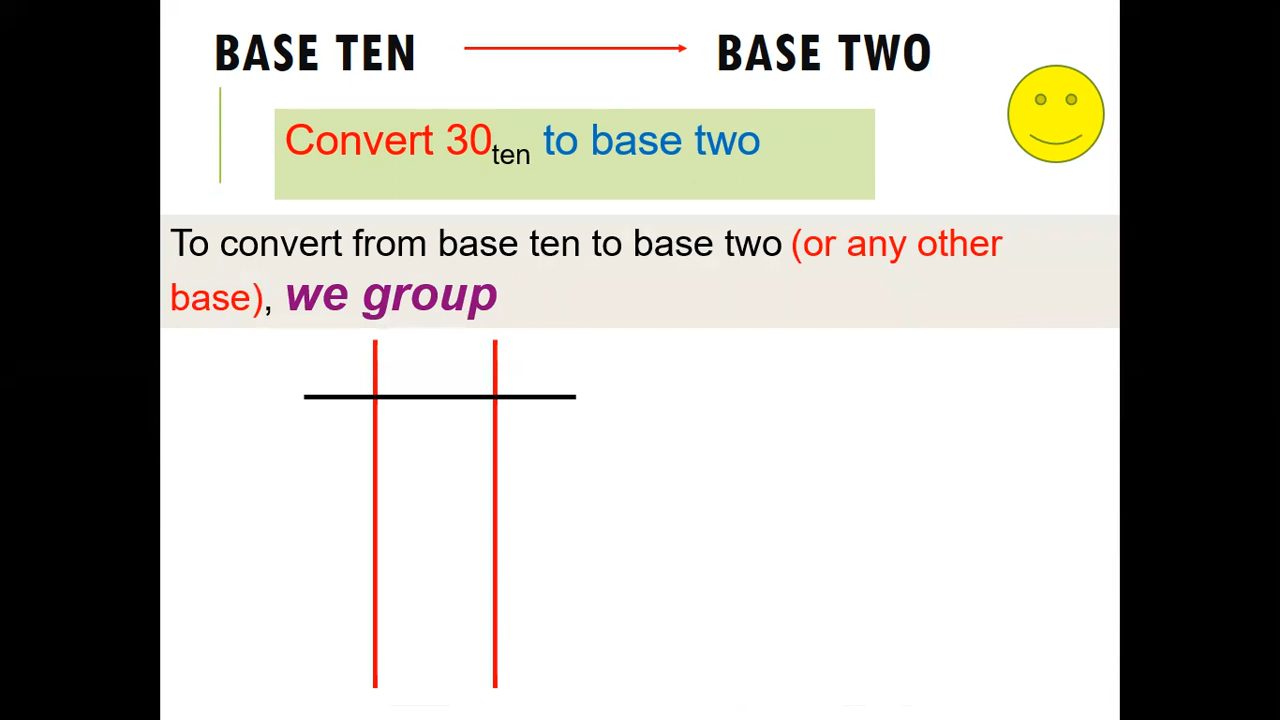 BASE TEN BASE TWO
Convert 30ten to base two
To convert from base ten to base two (or any other
base), we group